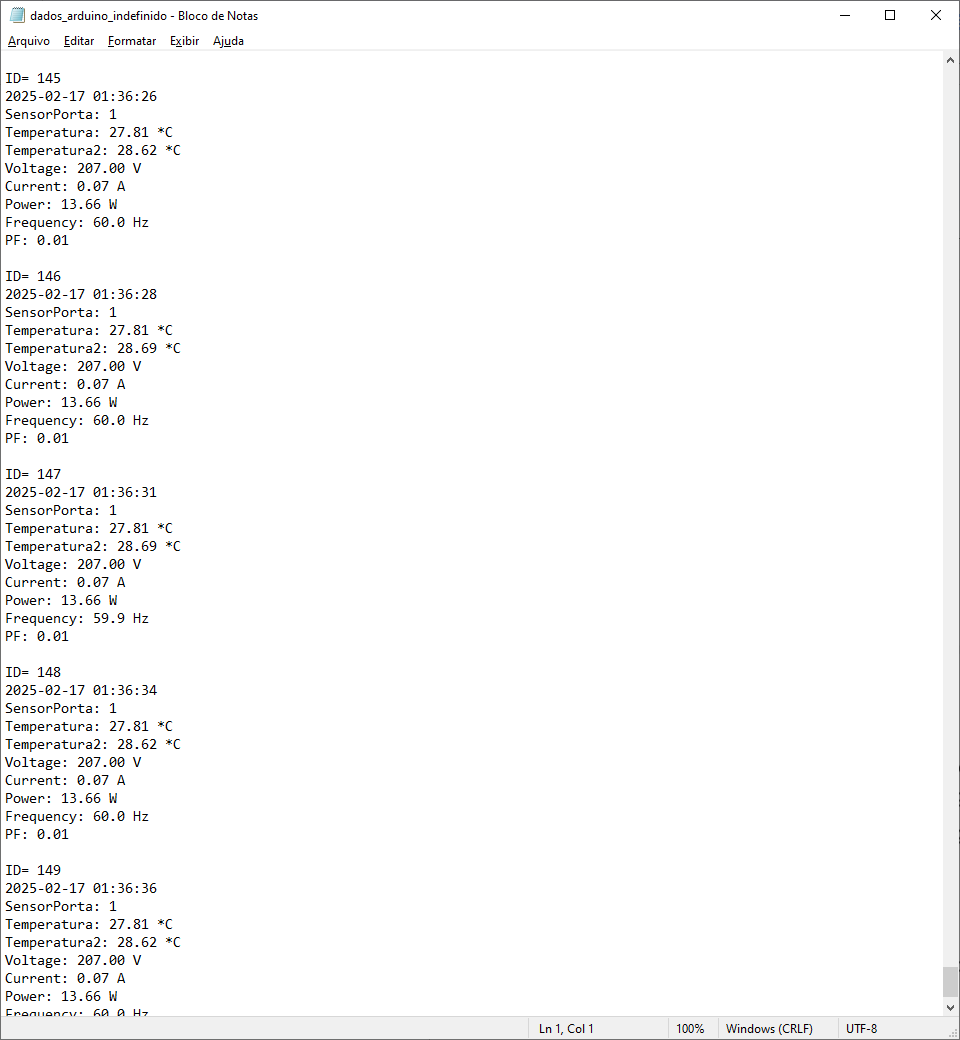 dados_arduino_indefinido - Bloco de Notas
Arquivo Editar Formatar Exibir Ajuda
ID= 145
2025-02-17 01:36:26
SensorPorta: 1
Temperatura: 27.81 *C
Temperatura2: 28.62 *C
Voltage: 207.00 V
Current: 0.07 A
Power: 13.66 W
Frequency: 60.0 Hz
PF: 0.01
ID= 146
2025-02-17 01:36:28
SensorPorta: 1
Temperatura: 27.81 *C
Temperatura2: 28.69 *C
Voltage: 207.00 V
Current: 0.07 A
Power: 13.66 W
Frequency: 60.0 Hz
PF: 0.01
ID= 147
2025-02-17 01:36:31
SensorPorta: 1
Temperatura: 27.81 *C
Temperatura2: 28.69 *C
Voltage: 207.00 V
Current: 0.07 A
Power: 13.66 W
Frequency: 59.9 Hz
PF: 0.01
ID= 148
2025-02-17 01:36:34
SensorPorta: 1
Temperatura: 27.81 *C
Temperatura2: 28.62 *C
Voltage: 207.00 V
Current: 0.07 A
Power: 13.66 W
Frequency: 60.0 Hz
PF: 0.01
ID= 149
2025-02-17 01:36:36
SensorPorta: 1
Temperatura: 27.81 *C
Temperatura2: 28.62 *C
Voltage: 207.00 V
Current: 0.07 A
Power: 13.66 W
Frequency: 60.0 Hz
Ln 1, Col 1 100% Windows (CRLF) UTF-8